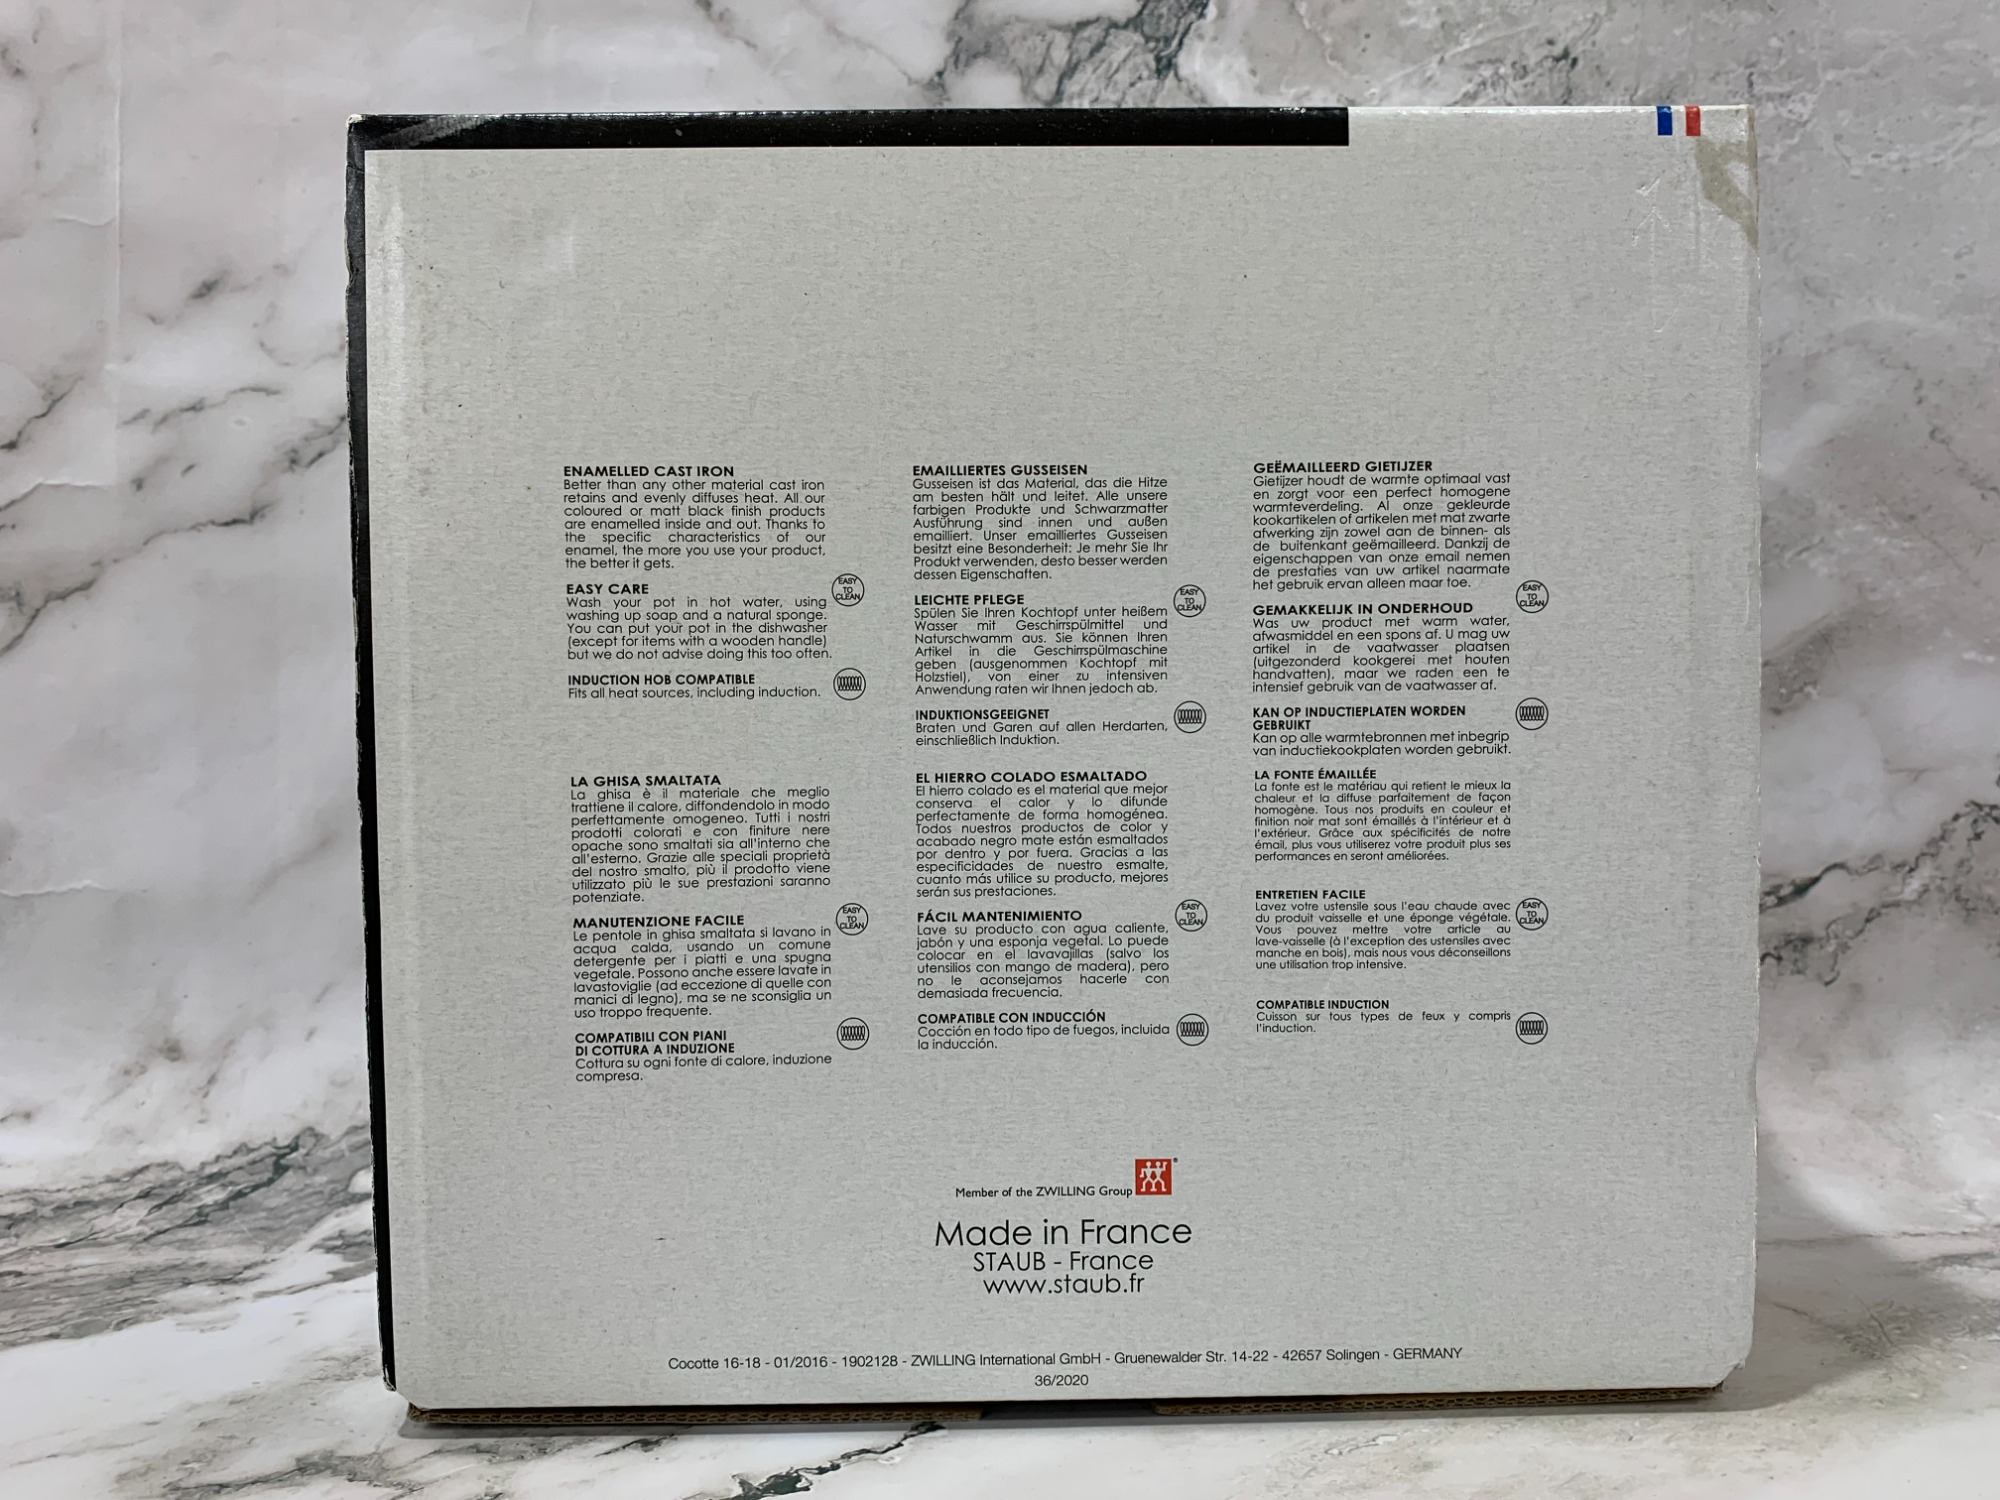 ENAMELLED CAST IRON
Better than any other material cast iron
retains and evenly diffuses heat. All our
coloured or matt black finish products
are enamelled inside and out. Thanks to
the specific characteristics of our
enamel, the more you use your product,
the better it gets.
EASY CARE
Wash your pot in hot water, using
washing up soap and a natural sponge.
You can put your pot in the dishwasher
(except for items with a wooden handle)
but we do not advise doing this too often.
EASY
TO
CLEAN
INDUCTION HOB COMPATIBLE
Fits all heat sources, including induction.
EMAILLIERTES GUSSEISEN
Gusseisen ist das Material, das die Hitze
am besten hält und leitet. Alle unsere
farbigen Produkte und Schwarzmatter
Ausführung sind innen und außen
emailliert. Unser emailliertes Gusseisen
besitzt eine Besonderheit: Je mehr Sie Ihr
Produkt verwenden, desto besser werden
dessen Eigenschaften.
LEICHTE PFLEGE
Spülen Sie Ihren Kochtopf unter heißem
Wasser mit Geschirrspülmittel und
Naturschwamm aus. Sie können Ihren
Artikel in die Geschirrspülmaschine
geben (ausgenommen Kochtopf mit
Holzstiel), von einer zu intensiven
Anwendung raten wir Ihnen jedoch ab.
EASY
TO
CLEAN
INDUKTIONSGEEIGNET
Braten und Garen auf allen Herdarten,
einschließlich Induktion.
GEËMAILLEERD GIETIJZER
Gietijzer houdt de warmte optimaal vast
en zorgt voor een perfect homogene
warmteverdeling. Al onze gekleurde
kookartikelen of artikelen met mat zwarte
afwerking zijn zowel aan de binnen- als
de buitenkant geëmailleerd. Dankzij de
eigenschappen van onze email nemen
de prestaties van uw artikel naarmate
het gebruik ervan alleen maar toe.
GEMAKKELIJK IN ONDERHOUD
Was uw product met warm water,
afwasmiddel en een spons af. U mag uw
artikel in de vaatwasser plaatsen
(uitgezonderd kookgerei met houten
handvatten), maar we raden een te
intensief gebruik van de vaatwasser af.
EASY
TO
CLEAN
KAN OP INDUCTIEPLATEN WORDEN
GEBRUIKT
Kan op alle warmtebronnen met inbegrip
van inductiekookplaten worden gebruikt.
LA GHISA SMALTATA
La ghisa è il materiale che meglio
trattiene il calore, diffondendolo in modo
perfettamente omogeneo. Tutti i nostri
prodotti colorati e con finiture nere
opache sono smaltati sia all'interno che
all'esterno. Grazie alle speciali proprietà
del nostro smalto, più il prodotto viene
utilizzato più le sue prestazioni saranno
potenziate.
MANUTENZIONE FACILE
Le pentole in ghisa smaltata si lavano in
acqua calda, usando un comune
detergente per i piatti e una spugna
vegetale. Possono anche essere lavate in
lavastoviglie (ad eccezione di quelle con
manici di legno), ma se ne sconsiglia un
uso troppo frequente.
EASY
TO
CLEAN
COMPATIBILI CON PIANI
DI COTTURA A INDUZIONE
Cottura su ogni fonte di calore, induzione
compresa.
EL HIERRO COLADO ESMALTADO
El hierro colado es el material que mejor
conserva el calor y lo difunde
perfectamente de forma homogénea.
Todos nuestros productos de color y
acabado negro mate están esmaltados
por dentro y por fuera. Gracias a las
especificidades de nuestro esmalte,
cuanto más utilice su producto, mejores
serán sus prestaciones.
FÁCIL MANTENIMIENTO
Lave su producto con agua caliente,
jabón y una esponja vegetal. Lo puede
colocar en el lavavajillas (salvo los
utensilios con mango de madera), pero
no le aconsejamos hacerle con
demasiada frecuencia.
EASY
TO
CLEAN
COMPATIBLE CON INDUCCIÓN
Cocción en todo tipo de fuegos, incluida
la inducción.
LA FONTE ÉMAILLÉE
La fonte est le matériau qui retient le mieux la
chaleur et la diffuse parfaitement de façon
homogène. Tous nos produits en couleur et
finition noir mat sont émaillés à l'intérieur et à
l'extérieur. Grâce aux spécificités de notre
émail, plus vous utiliserez votre produit plus ses
performances en seront améliorées.
ENTRETIEN FACILE
Lavez votre ustensile sous l'eau chaude avec
du produit vaisselle et une éponge végétale.
Vous pouvez mettre votre article au
lave-vaisselle (à l'exception des ustensiles avec
manche en bois), mais nous vous déconseillons
une utilisation trop intensive.
EASY
TO
CLEAN
COMPATIBLE INDUCTION
Cuisson sur tous types de feux y compris
l'induction.
Member of the ZWILLING Group
Made in France
STAUB - France
www.staub.fr
Cocotte 16-18 - 01/2016 - 1902128 - ZWILLING International GmbH - Gruenewalder Str. 14-22 - 42657 Solingen - GERMANY
36/2020